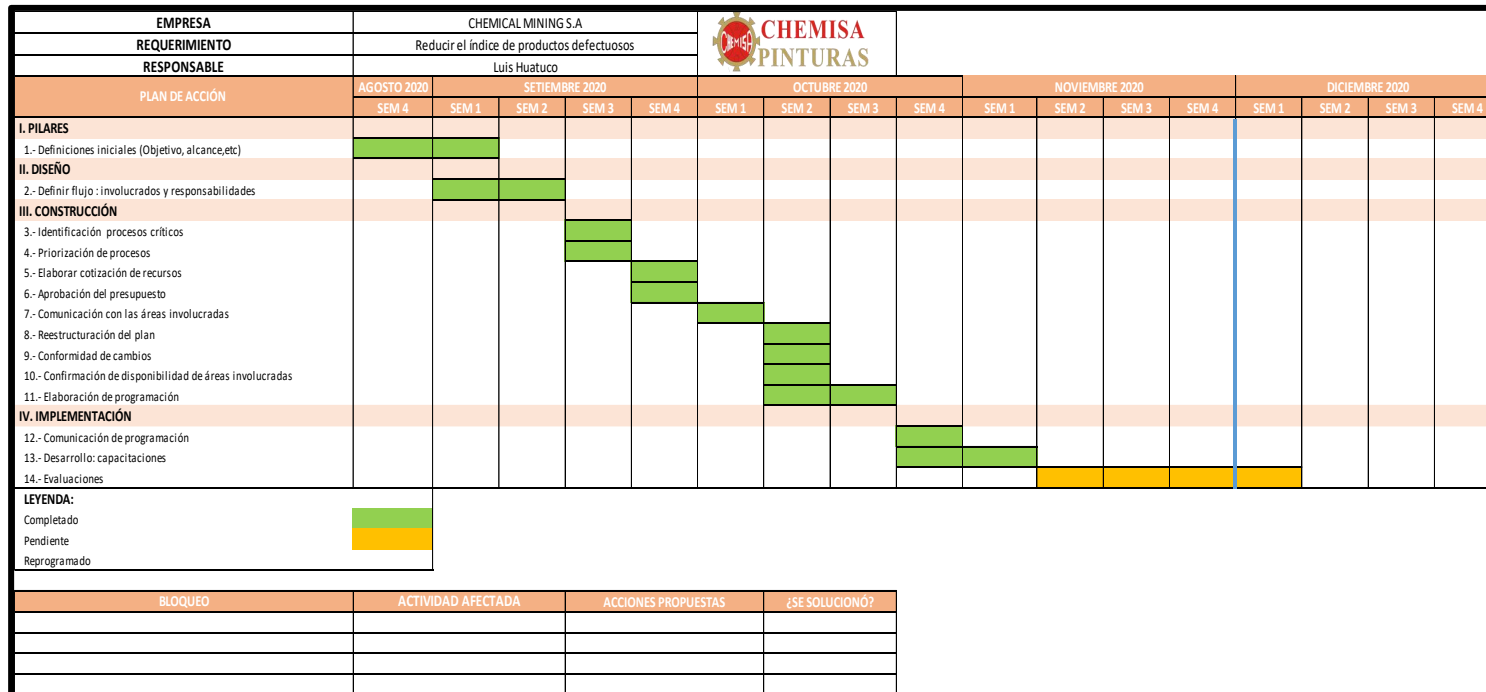 EMPRESA CHEMICAL MINING S.A
REQUERIMIENTO Reducir el índice de productos defectuosos
RESPONSABLE Luis Huatuco
CHEMISA
CHEMISA
PINTURAS
PLAN DE ACCIÓN
AGOSTO 2020 SETIEMBRE 2020 OCTUBRE 2020 NOVIEMBRE 2020 DICIEMBRE 2020
SEM 4 SEM 1 SEM 2 SEM 3 SEM 4 SEM 1 SEM 2 SEM 3 SEM 4 SEM 1 SEM 2 SEM 3 SEM 4 SEM 1 SEM 2 SEM 3 SEM 4
I. PILARES
1.- Definiciones iniciales (Objetivo, alcance,etc)
II. DISEÑO
2.- Definir flujo : involucrados y responsabilidades
III. CONSTRUCCIÓN
3.- Identificación procesos críticos
4.- Priorización de procesos
5.- Elaborar cotización de recursos
6.- Aprobación del presupuesto
7.- Comunicación con las áreas involucradas
8.- Reestructuración del plan
9.- Conformidad de cambios
10.- Confirmación de disponibilidad de áreas involucradas
11.- Elaboración de programación
IV. IMPLEMENTACIÓN
12.- Comunicación de programación
13.- Desarrollo: capacitaciones
14.- Evaluaciones
LEYENDA:
Completado
Pendiente
Reprogramado
BLOQUEO ACTIVIDAD AFECTADA ACCIONES PROPUESTAS ¿SE SOLUCIONÓ?